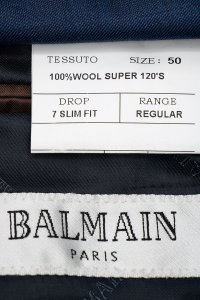 TESSUTO SIZE: 50
100%WOOL SUPER 120'S
DROP RANGE
7 SLIM FIT REGULAR
BALMAIN
PARIS